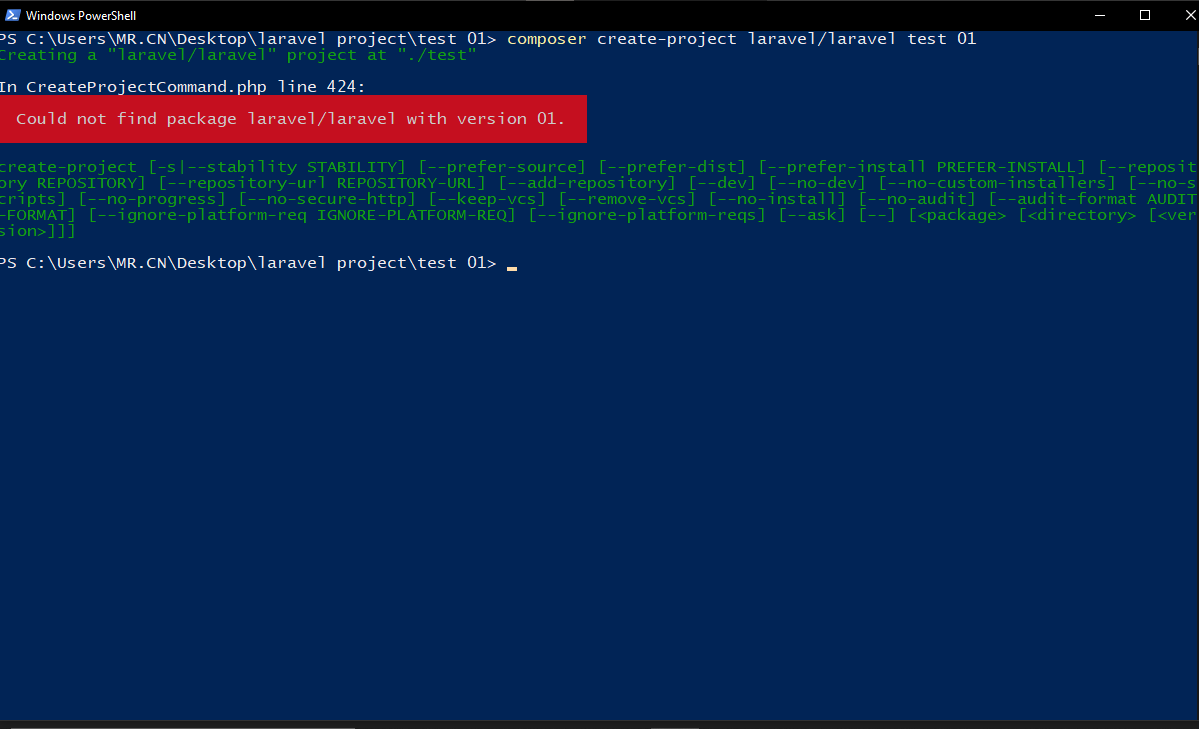 Windows PowerShell
PS C:\Users\MR.CN\Desktop\laravel project\test 01> composer create-project laravel/laravel test 01
Creating a "laravel/laravel" project at "./test"
In CreateProjectCommand.php line 424:
Could not find package laravel/laravel with version 01.
create-project [-s|--stability STABILITY] [--prefer-source] [--prefer-dist] [--prefer-install PREFER-INSTALL] [--reposit
ory REPOSITORY] [--repository-url REPOSITORY-URL] [--add-repository] [--dev] [--no-dev] [--no-custom-installers] [--no-s
cripts] [--no-progress] [--no-secure-http] [--keep-vcs] [--remove-vcs] [--no-install] [--no-audit] [--audit-format AUDIT
-FORMAT] [--ignore-platform-req IGNORE-PLATFORM-REQ] [--ignore-platform-reqs] [--ask] [--] [<package> [<directory> [<ver
sion>]]]
PS C:\Users\MR.CN\Desktop\laravel project\test 01>